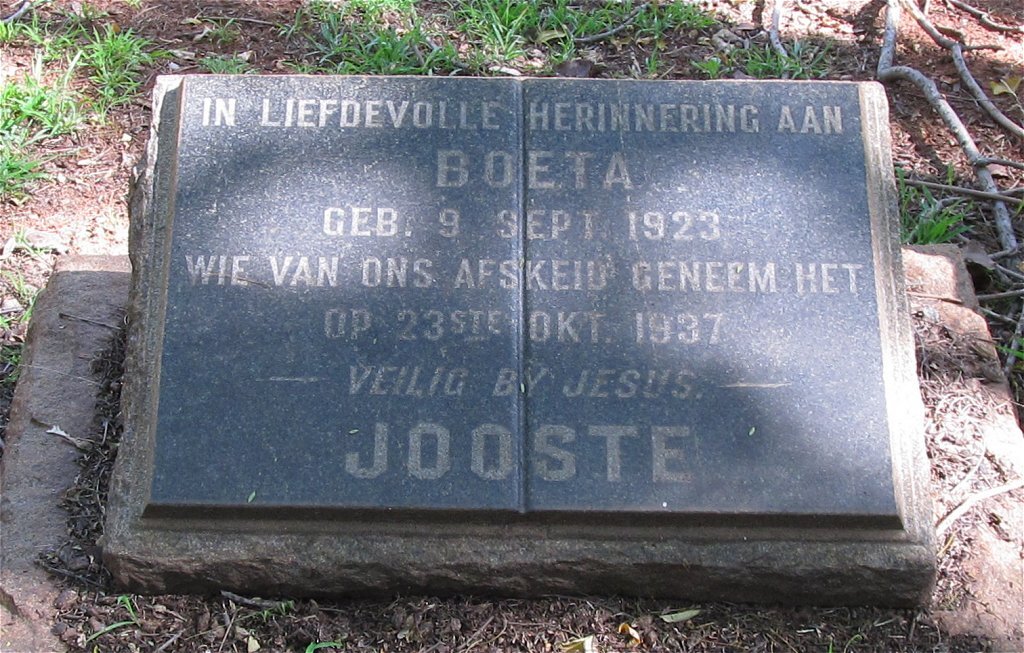 IN LIEFDEVOLLE HERINNERING AAN
BOETA
GEB. 9 SEPT. 1923
WIE VAN ONS AFSKEID GENEEM HET
OP 23STE OKT. 1937
— VEILIG BY JESUS. —
JOOSTE